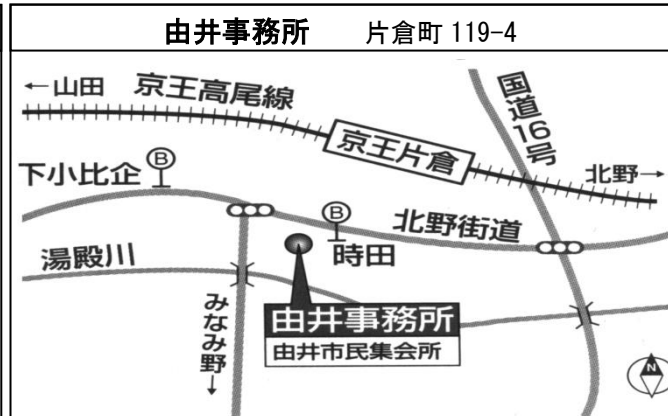 由井事務所 片倉町 119-4
←山田 京王高尾線
国道16号
京王片倉
北野→
下小比企 Ⓑ
Ⓑ 北野街道
時田
湯殿川
みなみ野↓
由井事務所
由井市民集会所
N